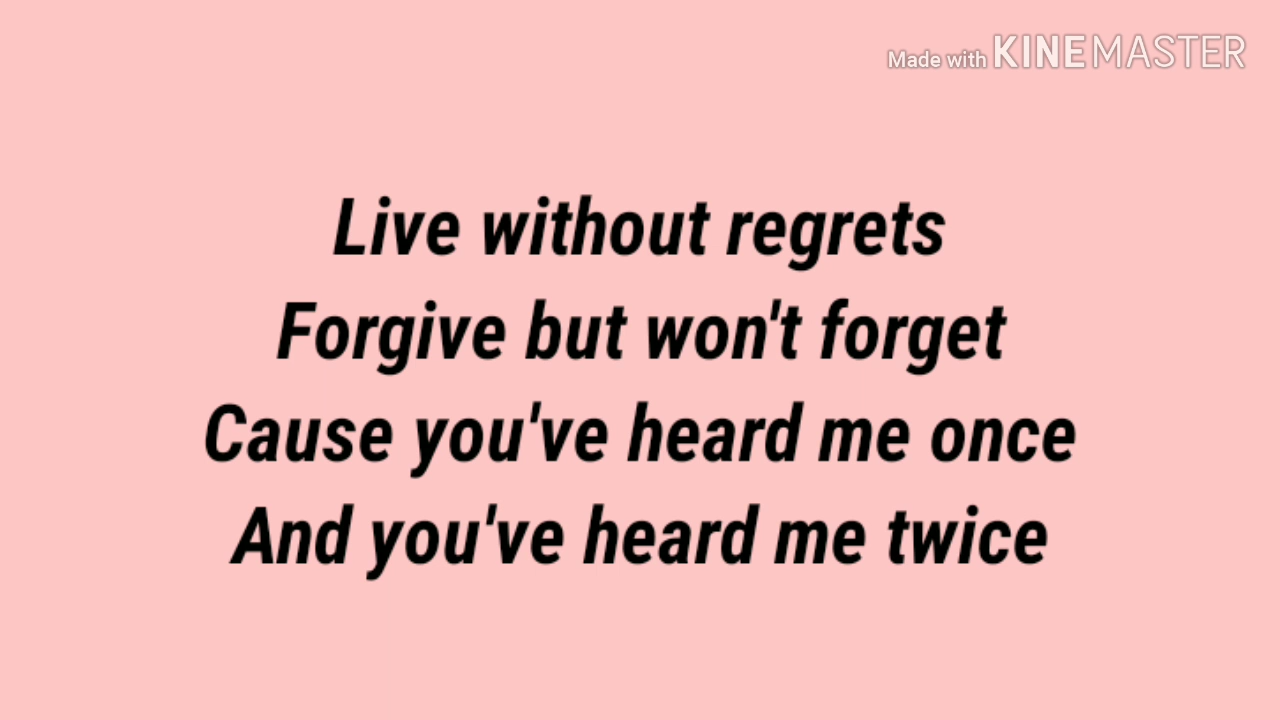 Made with KINEMASTER
Live without regrets
Forgive but won't forget
Cause you've heard me once
And you've heard me twice